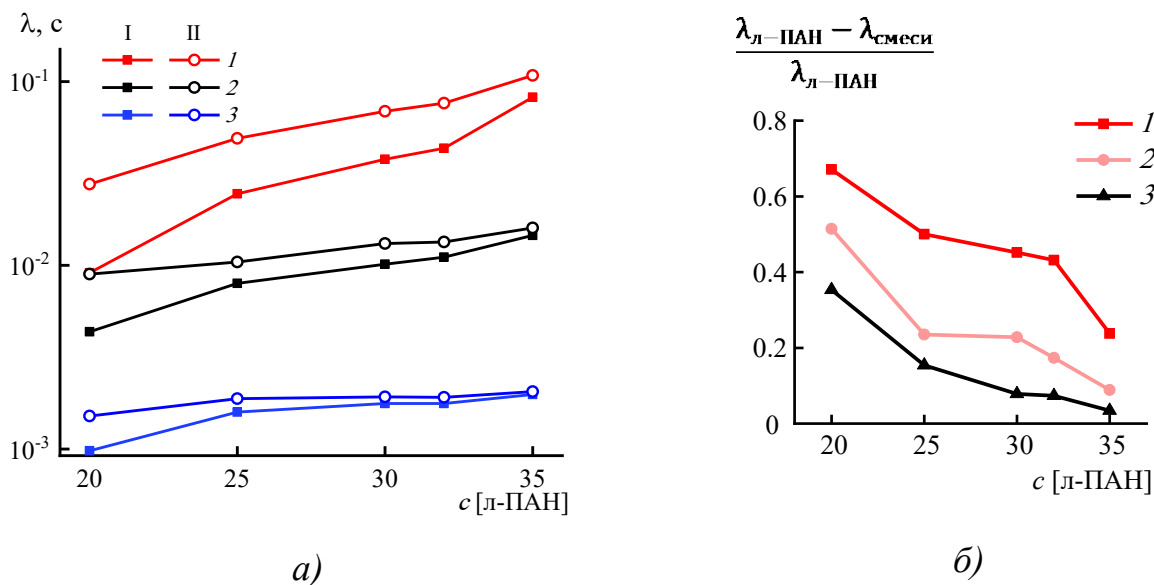 λ, с
I II
1
2
3
10⁻¹
10⁻²
10⁻³
20 25 30 35
с [л-ПАН]
а)
λл−ПАН − λсмеси
λл−ПАН
0.8
0.6
0.4
0.2
0
1
2
3
20 25 30 35
с [л-ПАН]
б)